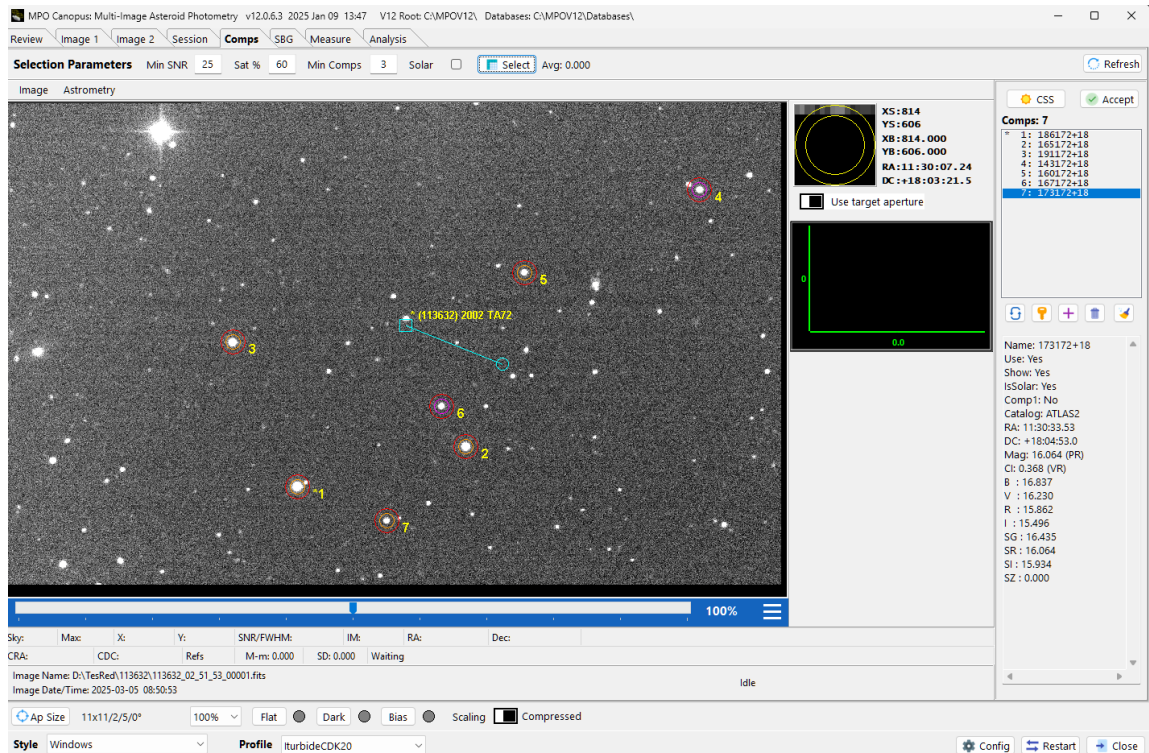 MPO Canopus: Multi-Image Asteroid Photometry v12.0.6.3 2025 Jan 09 13:47 V12 Root: C:\MPOV12\ Databases: C:\MPOV12\Databases\
Review Image 1 Image 2 Session Comps SBG Measure Analysis
Selection Parameters Min SNR 25 Sat % 60 Min Comps 3 Solar Select Avg: 0.000 Refresh
Image Astrometry
4
5
* (113632) 2002 TA72
3
6
2
*1
7
XS:814
YS:606
XB:814.000
YB:606.000
RA:11:30:07.24
DC:+18:03:21.5
Use target aperture
0
0.0
CSS Accept
Comps: 7
* 1: 186172+18
2: 165172+18
3: 191172+18
4: 143172+18
5: 160172+18
6: 167172+18
7: 173172+18
Name: 173172+18
Use: Yes
Show: Yes
IsSolar: Yes
Comp1: No
Catalog: ATLAS2
RA: 11:30:33.53
DC: +18:04:53.0
Mag: 16.064 (PR)
CI: 0.368 (VR)
B : 16.837
V : 16.230
R : 15.862
I : 15.496
SG : 16.435
SR : 16.064
SI : 15.934
SZ : 0.000
100%
Sky: Max: X: Y: SNR/FWHM: IM: RA: Dec:
CRA: CDC: Refs M-m: 0.000 SD: 0.000 Waiting
Image Name: D:\TesRed\113632\113632_02_51_53_00001.fits
Image Date/Time: 2025-03-05 08:50:53
Idle
Ap Size 11x11/2/5/0° 100% Flat Dark Bias Scaling Compressed
Style Windows Profile IturbideCDK20 Config Restart Close